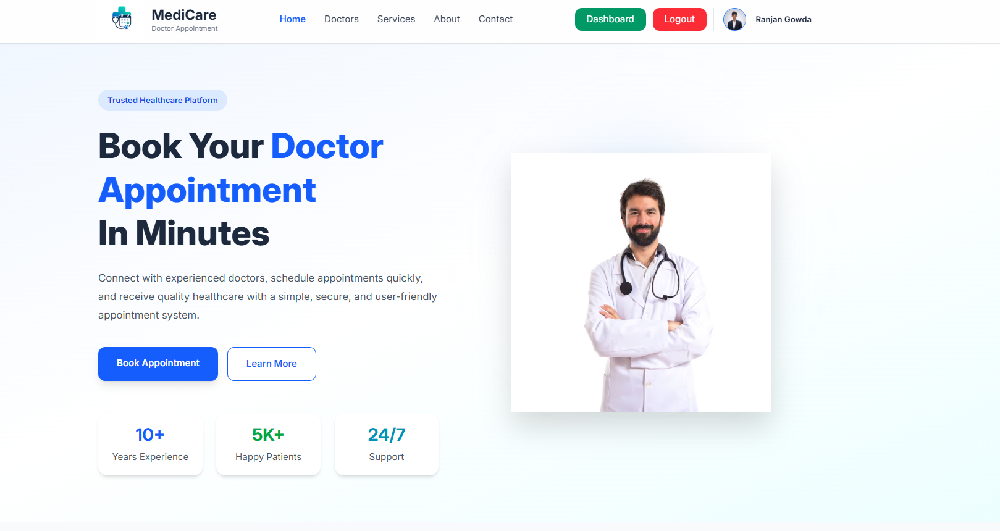 MediCare
Doctor Appointment
Home
Doctors
Services
About
Contact
Dashboard
Logout
Ranjan Gowda
Trusted Healthcare Platform
Book Your Doctor
Appointment
In Minutes
Connect with experienced doctors, schedule appointments quickly,
and receive quality healthcare with a simple, secure, and user-friendly
appointment system.
Book Appointment
Learn More
10+
Years Experience
5K+
Happy Patients
24/7
Support